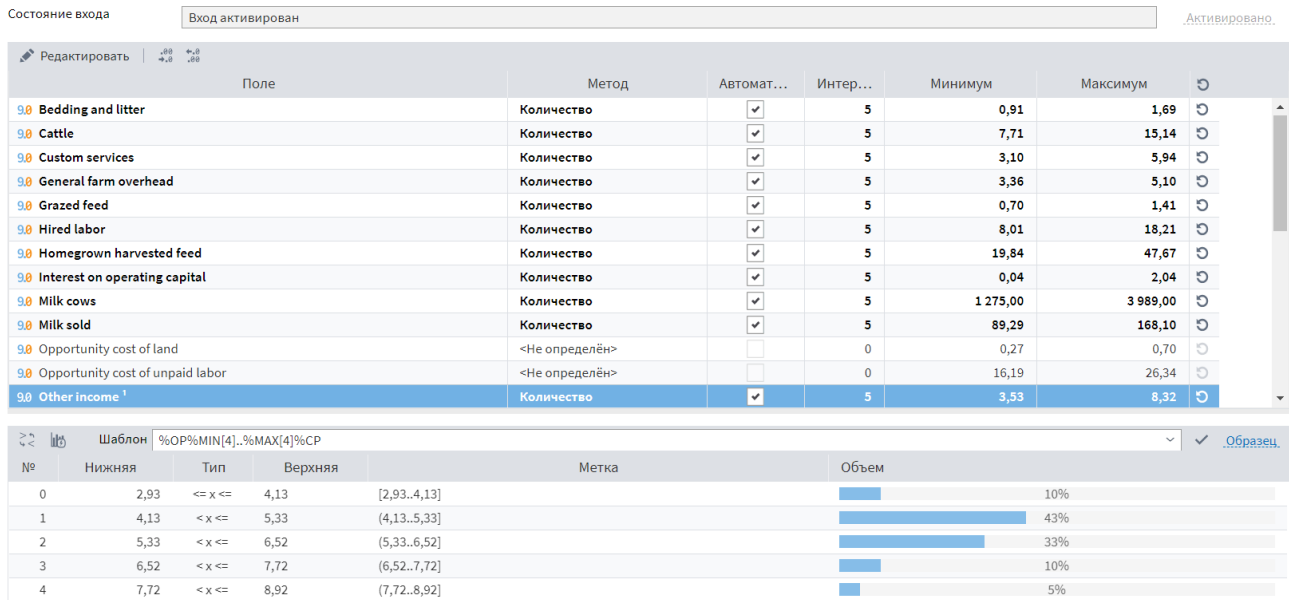 Состояние входа Вход активирован Активировано
Редактировать .00 →.0 ←.0 .00
Поле Метод Автомат... Интер... Минимум Максимум
9.0 Bedding and litter Количество 5 0,91 1,69
9.0 Cattle Количество 5 7,71 15,14
9.0 Custom services Количество 5 3,10 5,94
9.0 General farm overhead Количество 5 3,36 5,10
9.0 Grazed feed Количество 5 0,70 1,41
9.0 Hired labor Количество 5 8,01 18,21
9.0 Homegrown harvested feed Количество 5 19,84 47,67
9.0 Interest on operating capital Количество 5 0,04 2,04
9.0 Milk cows Количество 5 1 275,00 3 989,00
9.0 Milk sold Количество 5 89,29 168,10
9.0 Opportunity cost of land <Не определён> 0 0,27 0,70
9.0 Opportunity cost of unpaid labor <Не определён> 0 16,19 26,34
9.0 Other income ¹ Количество 5 3,53 8,32
Шаблон %OP%MIN[4]..%MAX[4]%CP Образец
№ Нижняя Тип Верхняя Метка Объем
0 2,93 <= x <= 4,13 [2,93..4,13] 10%
1 4,13 < x <= 5,33 (4,13..5,33] 43%
2 5,33 < x <= 6,52 (5,33..6,52] 33%
3 6,52 < x <= 7,72 (6,52..7,72] 10%
4 7,72 < x <= 8,92 (7,72..8,92] 5%